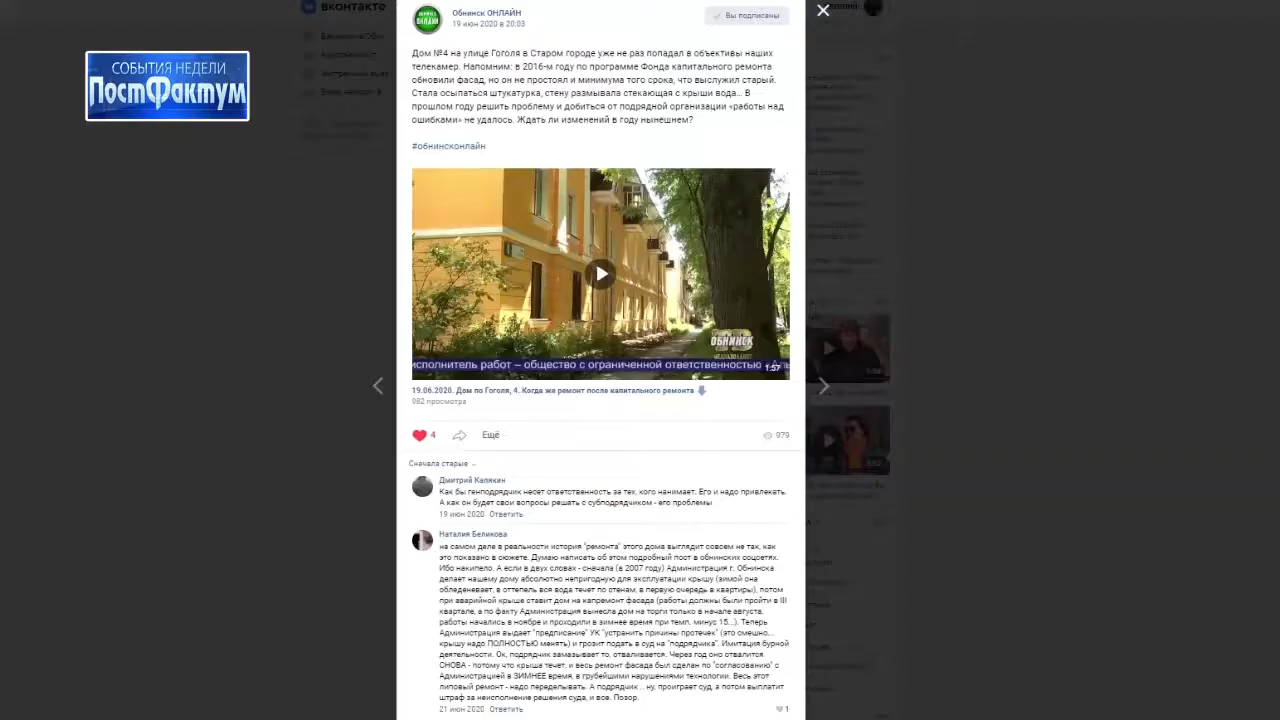 вконтакте
СОБЫТИЯ НЕДЕЛИ
ПостФактум
Обнинск ОНЛАЙН
19 июн 2020 в 20:03
Вы подписаны
Дом №4 на улице Гоголя в Старом городе уже не раз попадал в объективы наших
телекамер. Напомним: в 2016-м году по программе Фонда капитального ремонта
обновили фасад, но он не простоял и минимума того срока, что выслужил старый.
Стала осыпаться штукатурка, стену размывала стекающая с крыши вода... В
прошлом году решить проблему и добиться от подрядной организации «работы над
ошибками» не удалось. Ждать ли изменений в году нынешнем?
#обнинсконлайн
ОБНИНСК
исполнитель работ – общество с ограниченной ответственностью «Аль
1:57
19.06.2020. Дом по Гоголя, 4. Когда же ремонт после капитального ремонта
982 просмотра
4
Ещё
979
Сначала старые
Дмитрий Калякин
Как бы генподрядчик несет ответственность за тех, кого нанимает. Его и надо привлекать.
А как он будет свои вопросы решать с субподрядчиком - его проблемы
19 июн 2020 Ответить
Наталия Беликова
на самом деле в реальности история "ремонта" этого дома выглядит совсем не так, как
это показано в сюжете. Думаю написать об этом подробный пост в обнинских соцсетях.
Ибо накипело. А если в двух словах - сначала (в 2007 году) Администрация г. Обнинска
делает нашему дому абсолютно непригодную для эксплуатации крышу (зимой она
обледеневает, в оттепель вся вода течет по стенам, в первую очередь в квартиры), потом
при аварийной крыше ставит дом на капремонт фасада (работы должны были пройти в III
квартале, а по факту Администрация вынесла дом на торги только в начале августа,
работы начались в ноябре и проходили в зимнее время при темп. минус 15...). Теперь
Администрация выдает "предписание" УК "устранить причины протечек" (это смешно...
крышу надо ПОЛНОСТЬЮ менять) и грозит подать в суд на "подрядчика". Имитация бурной
деятельности. Ок, подрядчик замазывает то, отваливается. Через год оно отвалится
СНОВА - потому что крыша течет, и весь ремонт фасада был сделан по "согласованию" с
Администрацией в ЗИМНЕЕ время, в грубейшими нарушениями технологии. Весь этот
липовый ремонт - надо переделывать. А подрядчик .. ну, проиграет суд, а потом выплатит
штраф за неисполнение решения суда, и все. Позор.
21 июн 2020 Ответить
1